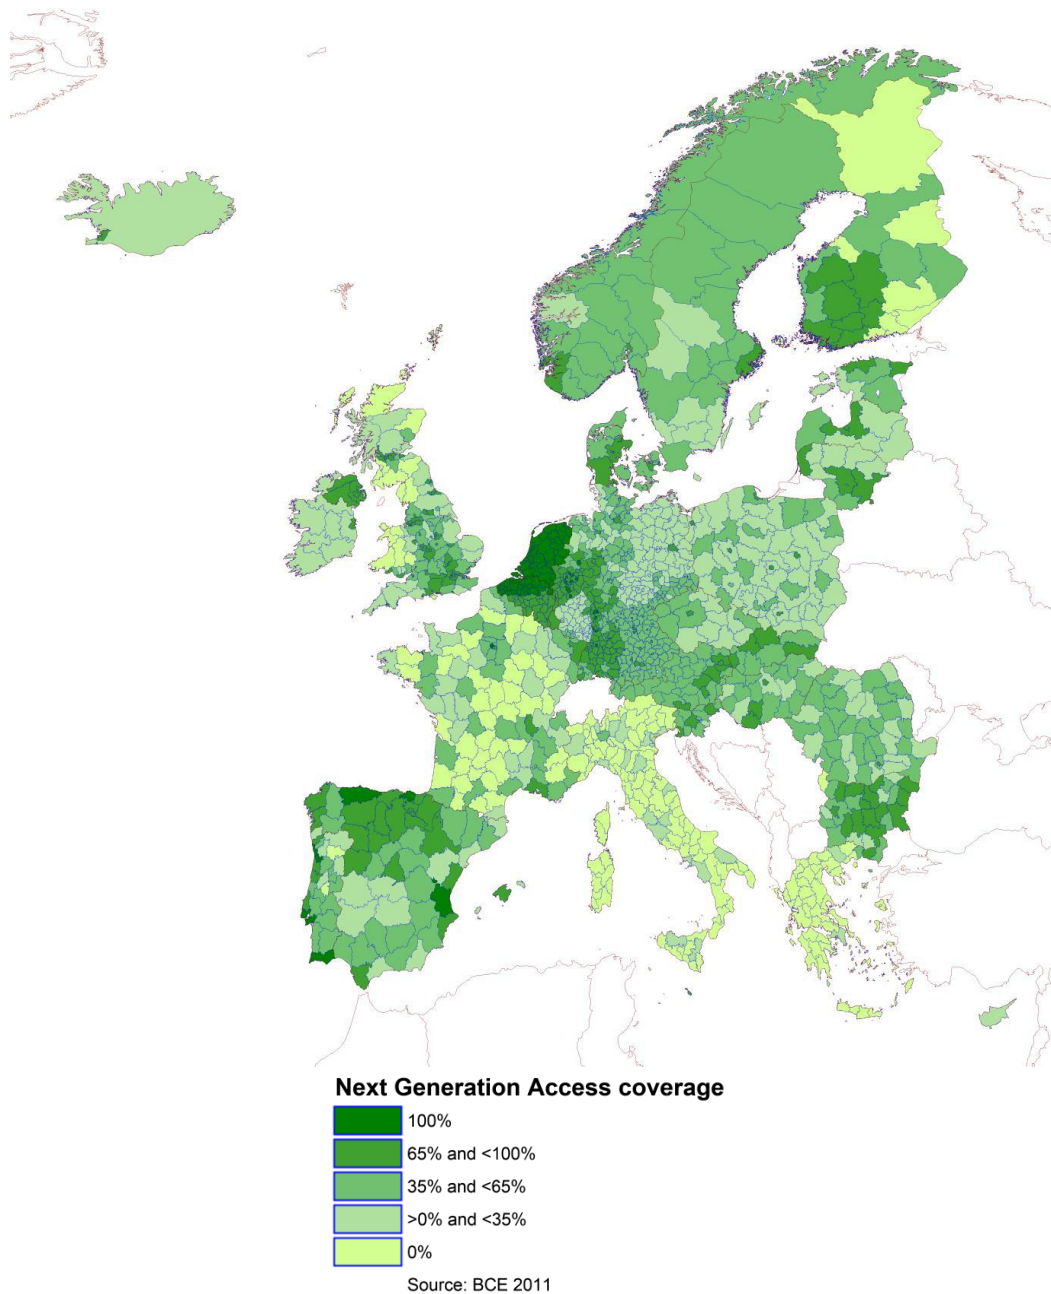 Next Generation Access coverage
100%
65% and <100%
35% and <65%
>0% and <35%
0%
Source: BCE 2011